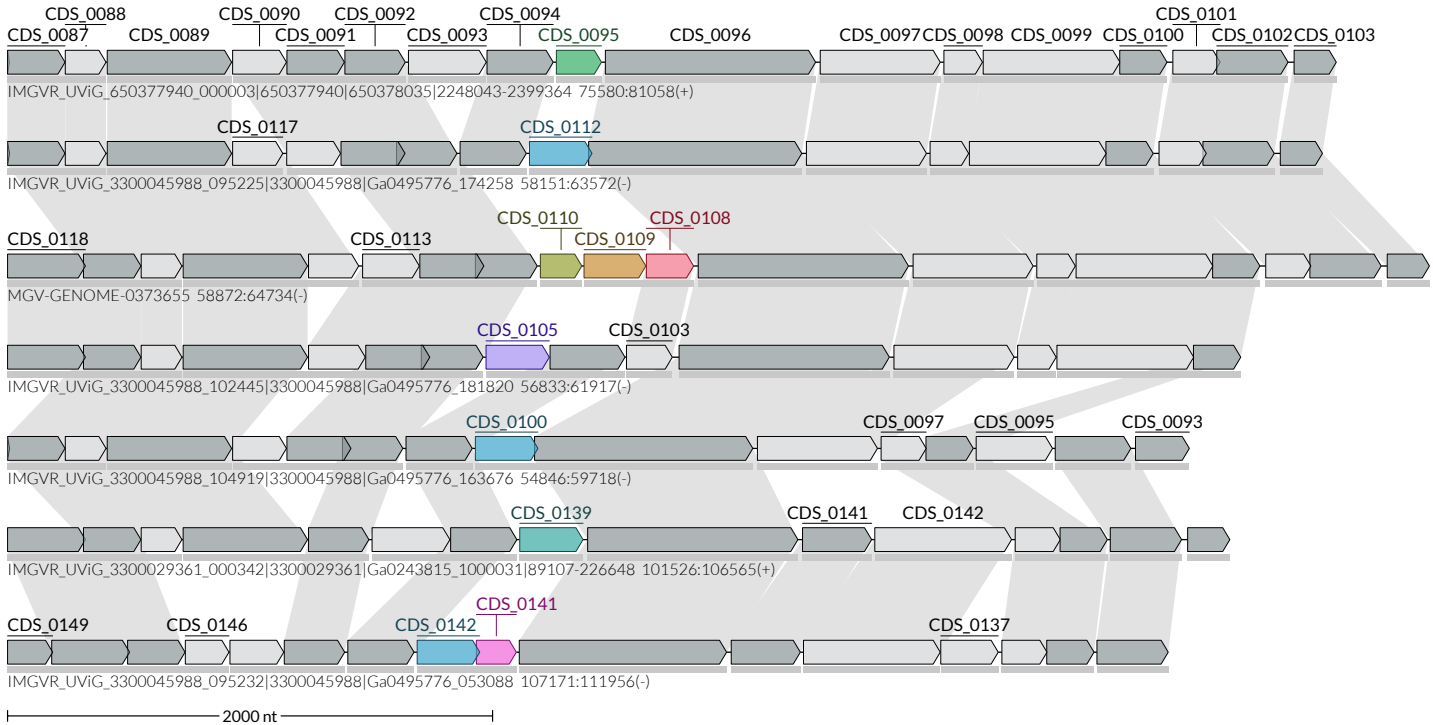 CDS_0088 CDS_0090 CDS_0092 CDS_0094 CDS_0101
CDS_0087 CDS_0089 CDS_0091 CDS_0093 CDS_0095 CDS_0096 CDS_0097 CDS_0098 CDS_0099 CDS_0100 CDS_0102 CDS_0103
IMGVR_UViG_650377940_000003|650377940|650378035|2248043-2399364 75580:81058(+)
CDS_0117 CDS_0112
IMGVR_UViG_3300045988_095225|3300045988|Ga0495776_174258 58151:63572(-)
CDS_0110 CDS_0108
CDS_0118 CDS_0113 CDS_0109
MGV-GENOME-0373655 58872:64734(-)
CDS_0105 CDS_0103
IMGVR_UViG_3300045988_102445|3300045988|Ga0495776_181820 56833:61917(-)
CDS_0100 CDS_0097 CDS_0095 CDS_0093
IMGVR_UViG_3300045988_104919|3300045988|Ga0495776_163676 54846:59718(-)
CDS_0139 CDS_0141 CDS_0142
IMGVR_UViG_3300029361_000342|3300029361|Ga0243815_1000031|89107-226648 101526:106565(+)
CDS_0141
CDS_0149 CDS_0146 CDS_0142 CDS_0137
IMGVR_UViG_3300045988_095232|3300045988|Ga0495776_053088 107171:111956(-)
2000 nt